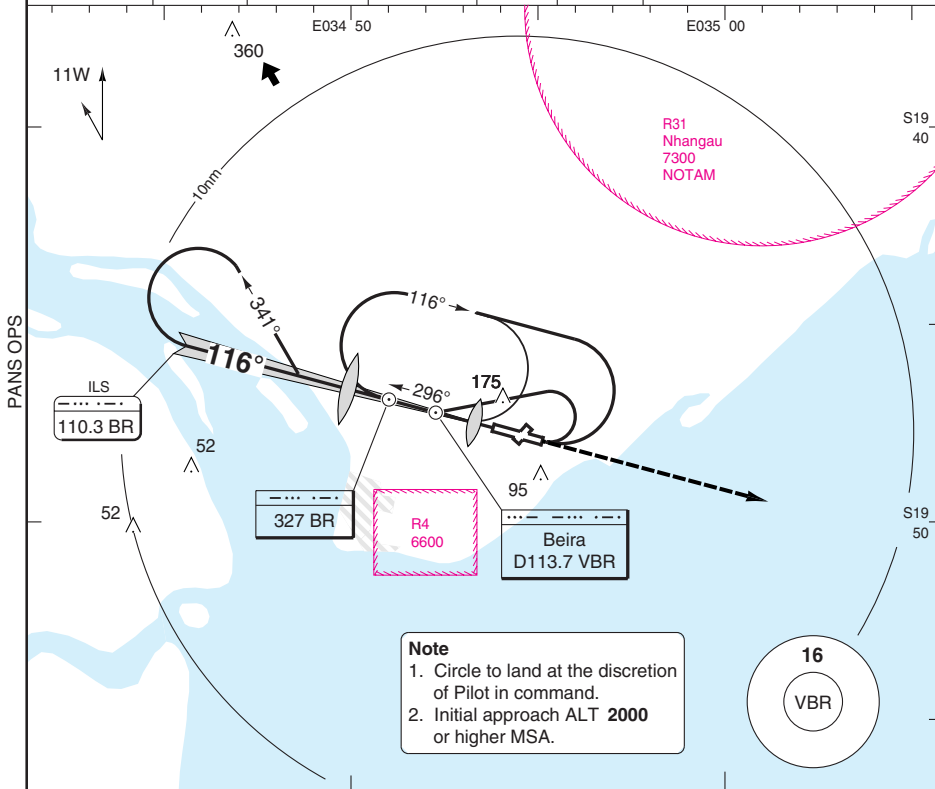 E034 50
E035 00
360
11W
S19
40
R31
Nhangau
7300
NOTAM
10nm
PANS OPS
341°
116°
116°
296°
175
ILS
110.3 BR
52
52
95
327 BR
R4
6600
Beira
D113.7 VBR
S19
50
Note
1. Circle to land at the discretion
of Pilot in command.
2. Initial approach ALT 2000
or higher MSA.
16
VBR